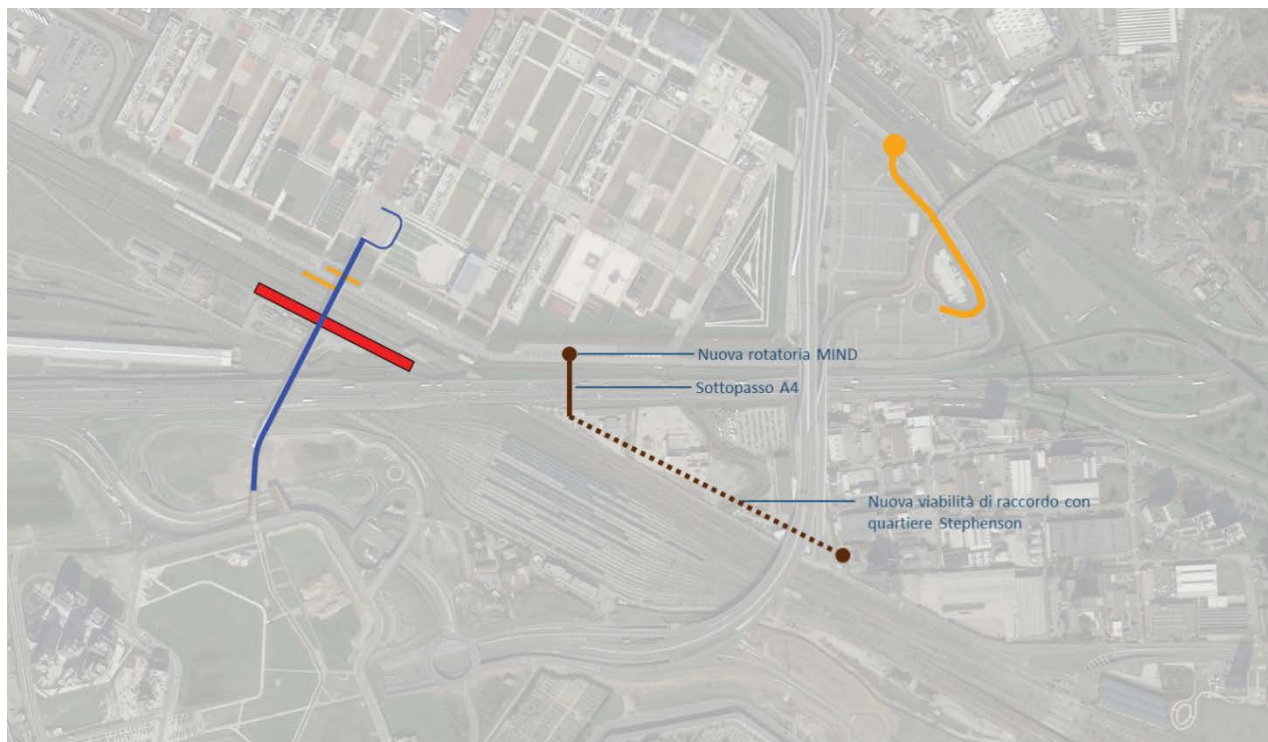 Nuova rotatoria MIND
Sottopasso A4
Nuova viabilità di raccordo con
quartiere Stephenson